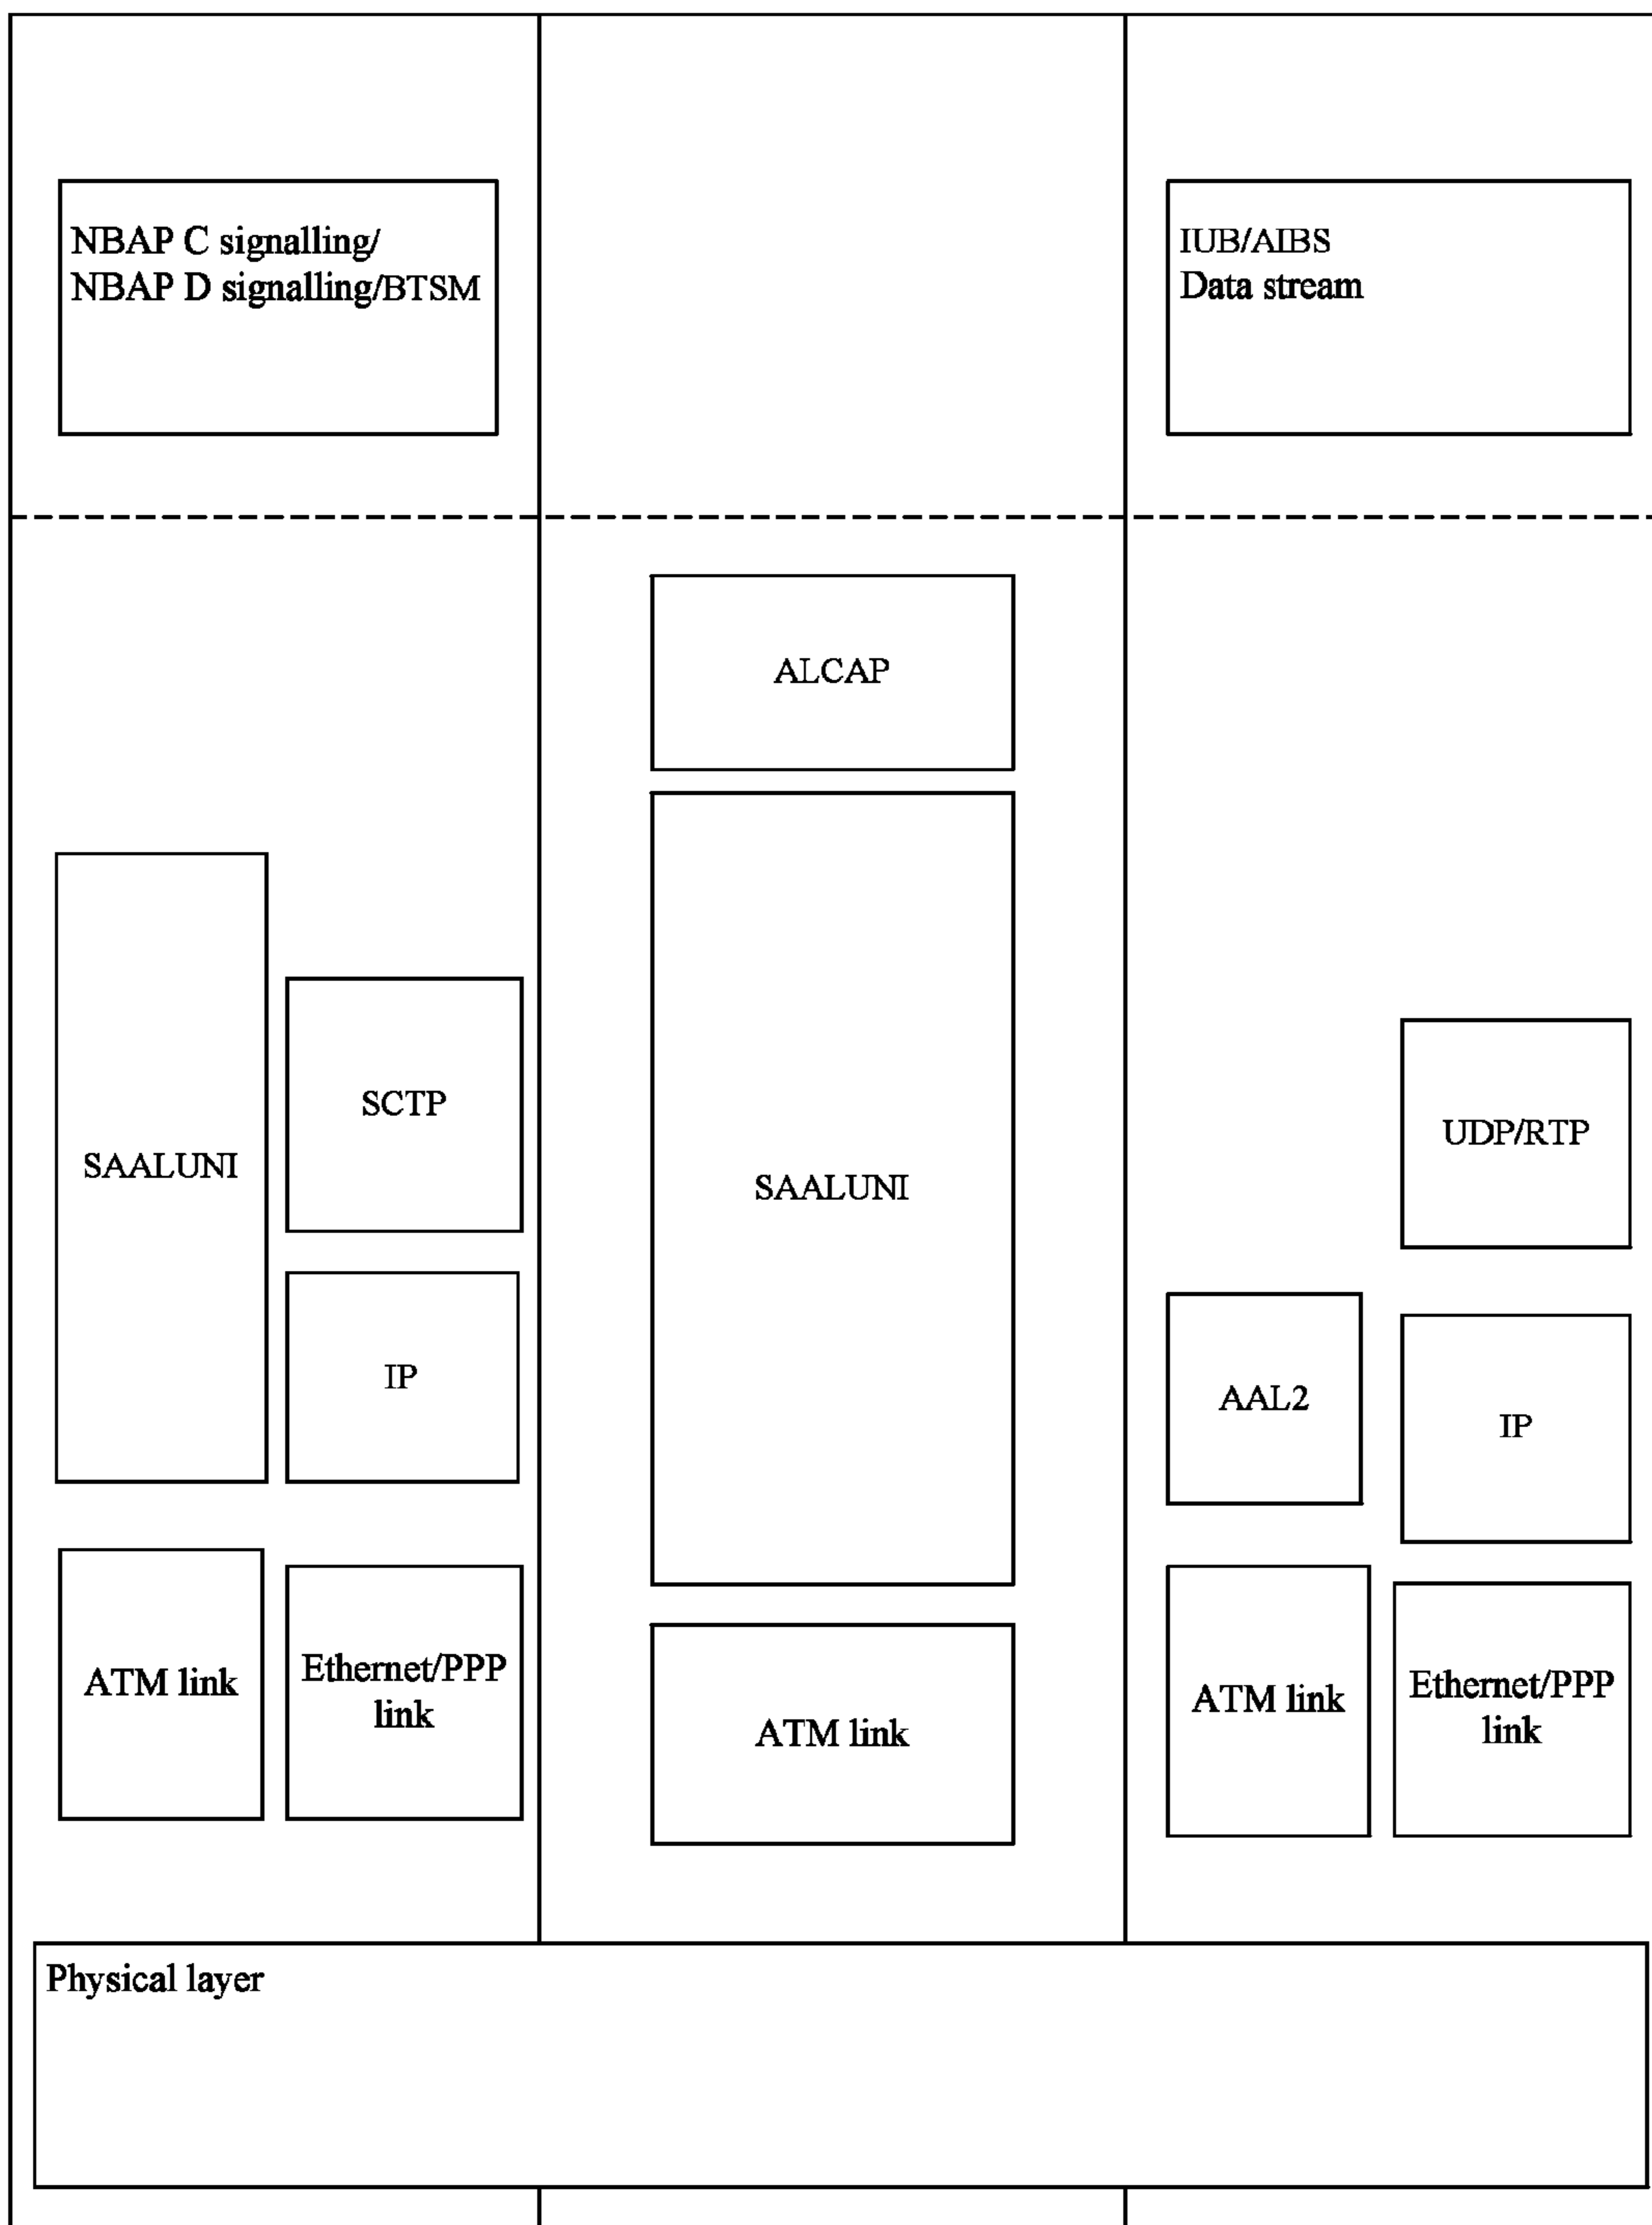 NBAP C signalling/
NBAP D signalling/BTSM
IUB/AIBS
Data stream
ALCAP
SAALUNI
SCTP
IP
SAALUNI
UDP/RTP
AAL2
IP
ATM link
Ethernet/PPP
link
ATM link
ATM link
Ethernet/PPP
link
Physical layer